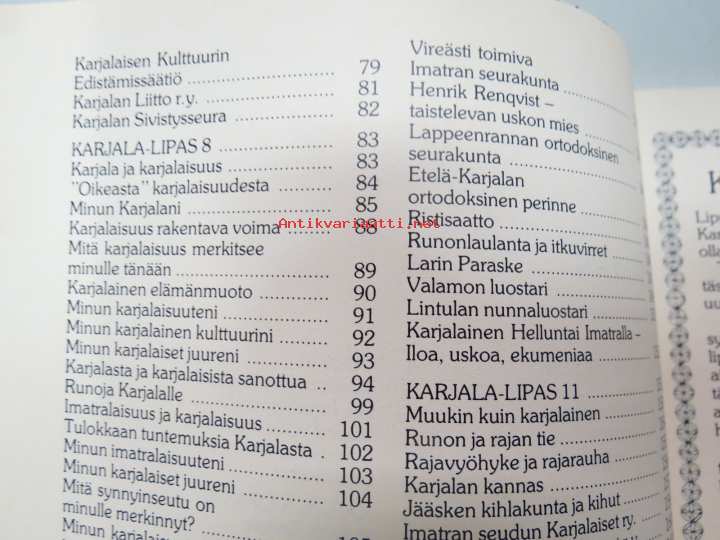 Karjalaisen Kulttuurin
Edistämissäätiö 79
Karjalan Liitto r.y. 81
Karjalan Sivistysseura 82
KARJALA-LIPAS 8 83
Karjala ja karjalaisuus 83
"Oikeasta" karjalaisuudesta 84
Minun Karjalani 85
Karjalaisuus rakentava voima 88
Mitä karjalaisuus merkitsee
minulle tänään 89
Karjalainen elämänmuoto 90
Minun karjalaisuuteni 91
Minun karjalainen kulttuurini 92
Minun karjalaiset juureni 93
Karjalasta ja karjalaisista sanottua 94
Runoja Karjalalle 99
Imatralaisuus ja karjalaisuus 101
Tulokkaan tuntemuksia Karjalasta 102
Minun imatralaisuuteni 103
Minun karjalaiset juureni 104
Mitä synnyinseutu on
minulle merkinnyt?
Vireästi toimiva
Imatran seurakunta
Henrik Renqvist –
taistelevan uskon mies
Lappeenrannan ortodoksinen
seurakunta
Etelä-Karjalan
ortodoksinen perinne
Ristisaatto
Runonlaulanta ja itkuvirret
Larin Paraske
Valamon luostari
Lintulan nunnaluostari
Karjalainen Helluntai Imatralla –
Iloa, uskoa, ekumeniaa
KARJALA-LIPAS 11
Muukin kuin karjalainen
Runon ja rajan tie
Rajavyöhyke ja rajarauha
Karjalan kannas
Jääsken kihlakunta ja kihut
Imatran seudun Karjalaiset ry.
Antikvariaatti.net